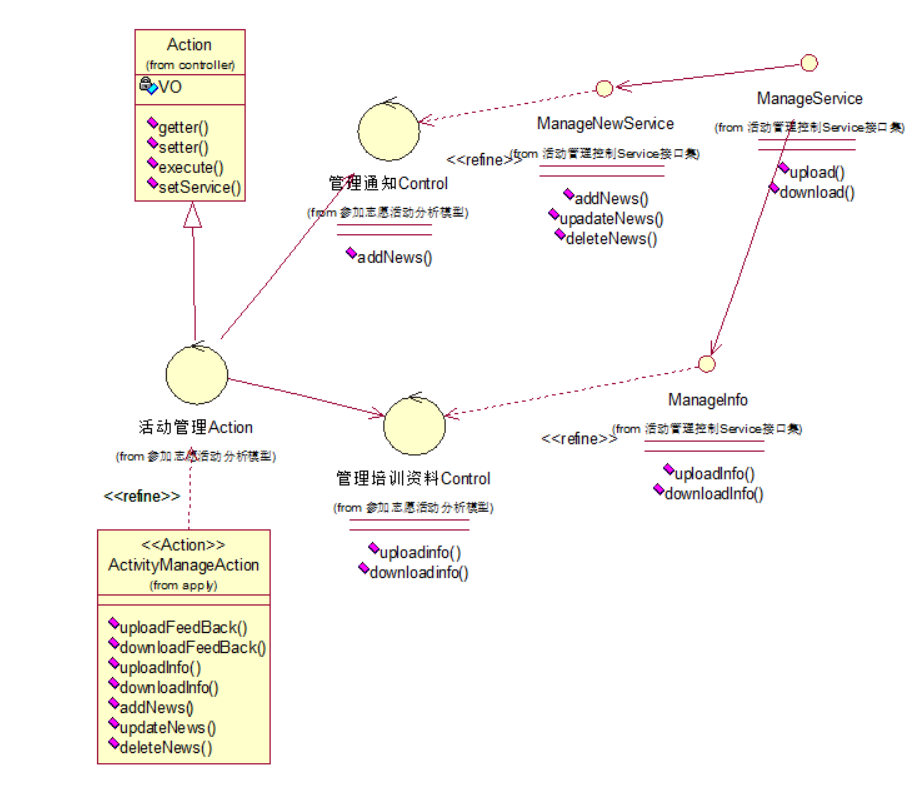 Action
(from controller)
VO
getter()
setter()
execute()
setService()
管理通知Control
(from 参加志愿活动分析模型)
addNews()
<<refine>>
ManageNewService
(from 活动管理控制Service接口集)
addNews()
upadateNews()
deleteNews()
ManageService
(from 活动管理控制Service接口集)
upload()
download()
活动管理Action
(from 参加志愿活动分析模型)
<<refine>>
管理培训资料Control
(from 参加志愿活动分析模型)
uploadinfo()
downloadinfo()
<<refine>>
ManageInfo
(from 活动管理控制Service接口集)
uploadInfo()
downloadInfo()
<<Action>>
ActivityManageAction
(from apply)
uploadFeedBack()
downloadFeedBack()
uploadInfo()
downloadInfo()
addNews()
updateNews()
deleteNews()